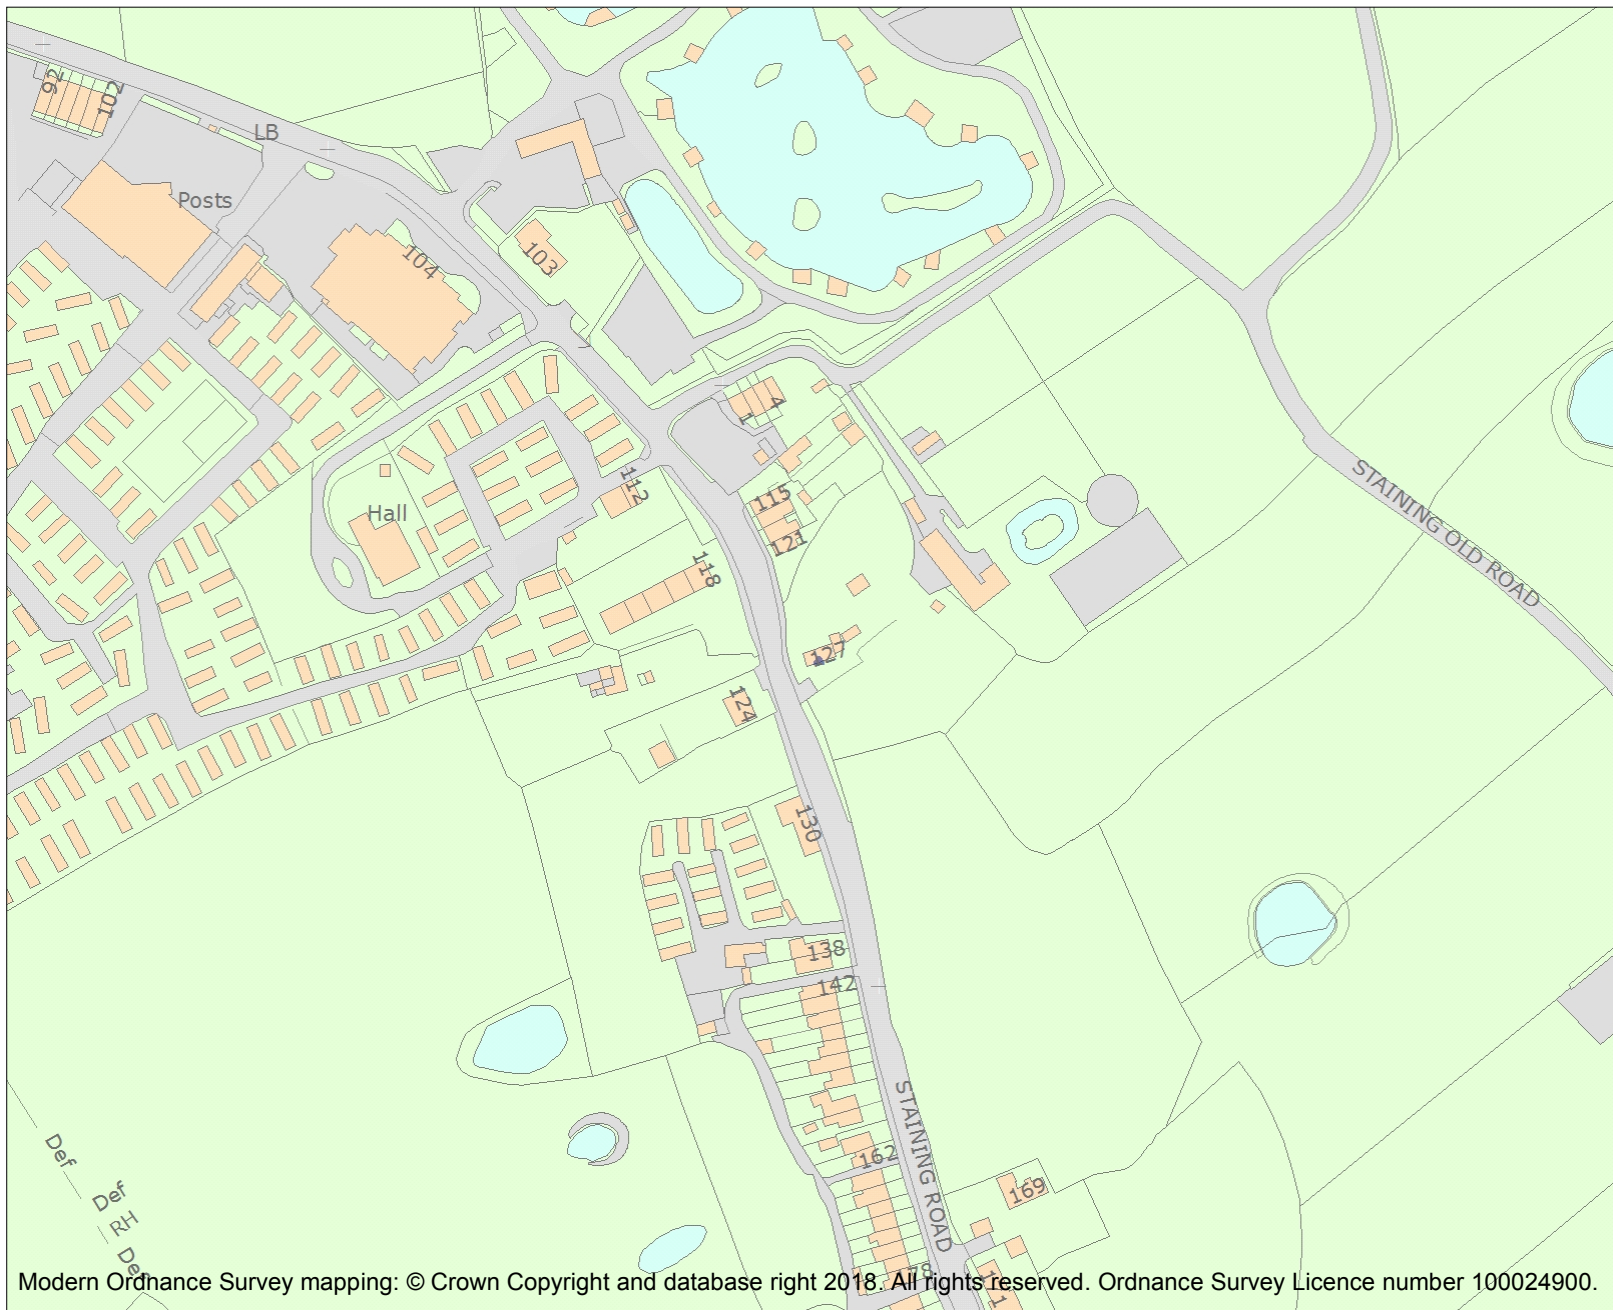 92
102
LB
Posts
103
104
4
1
112
Hall
115
121
118
STAINING OLD ROAD
127
124
130
138
142
STAINING ROAD
Def
162
Def
169
RH
Def
78
Modern Ordnance Survey mapping: © Crown Copyright and database right 2018. All rights reserved. Ordnance Survey Licence number 100024900.